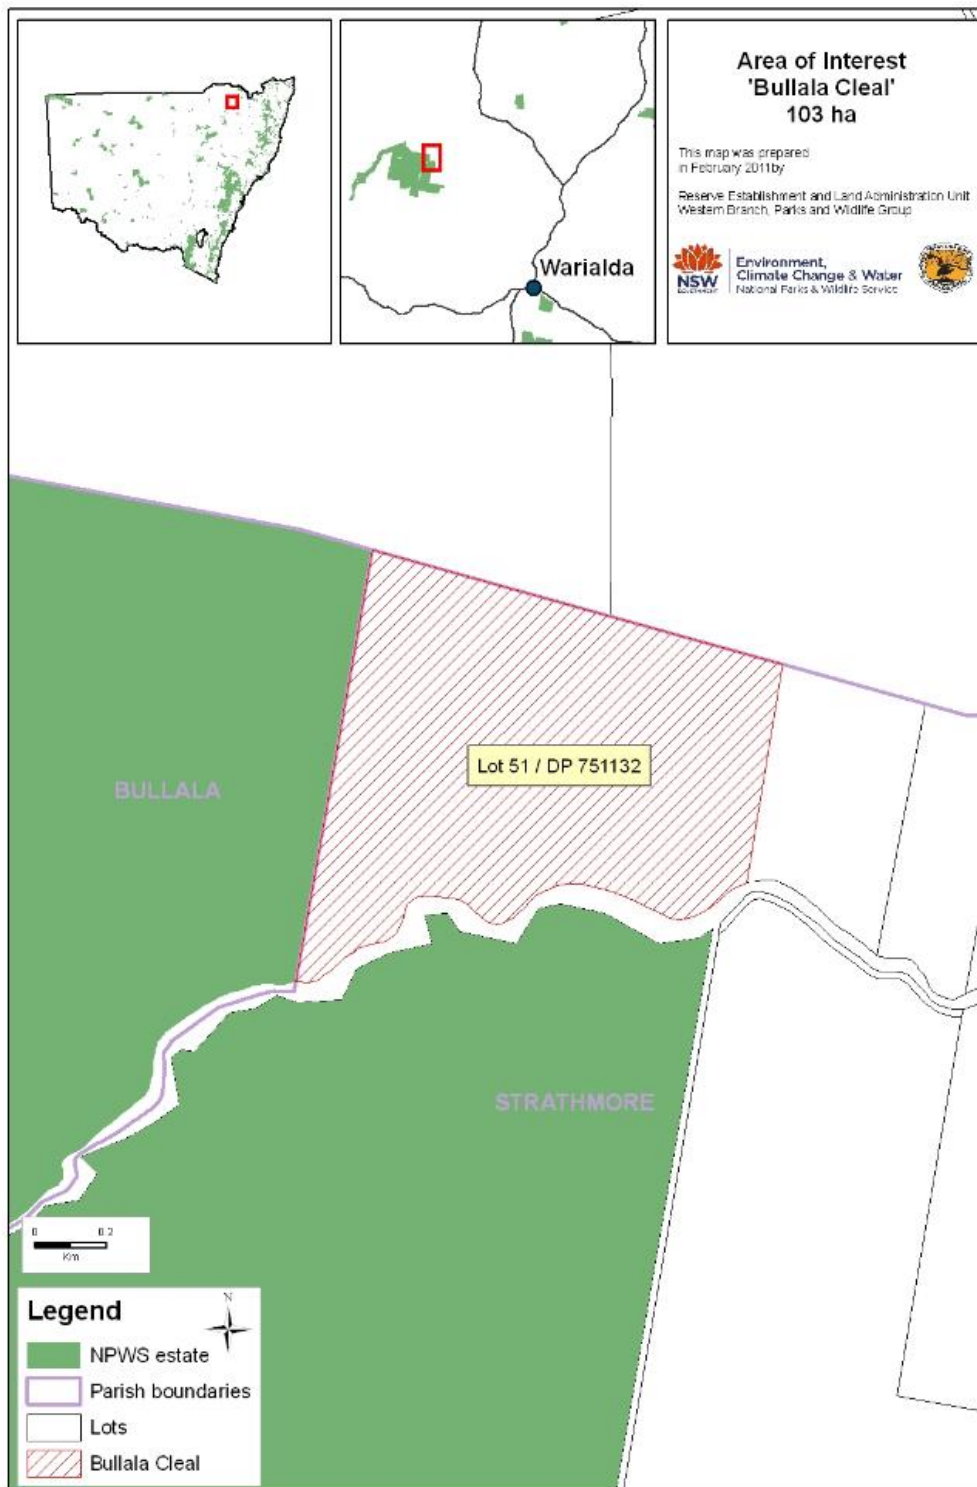 Area of Interest
'Bullala Cleal'
103 ha
This map was prepared
in February 2011by
Reserve Establishment and Land Administration Unit
Western Branch, Parks and Wildlife Group
NSW
GOVERNMENT
Environment,
Climate Change & Water
National Parks & Wildlife Service
Warialda
Lot 51 / DP 751132
BULLALA
STRATHMORE
0 0.2
Km
Legend
N
NPWS estate
Parish boundaries
Lots
Bullala Cleal